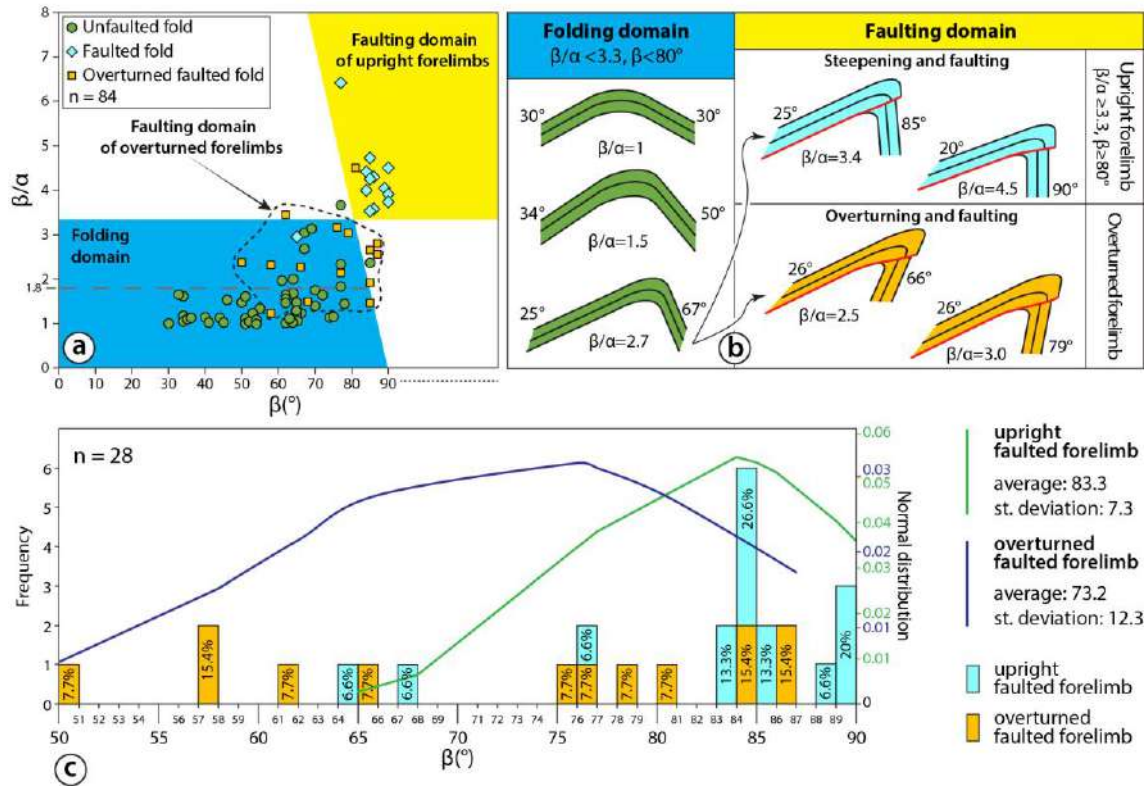 8
7
6
5
4
3
2
1.8
1
0
β/α
Unfaulted fold
Faulted fold
Overturned faulted fold
n = 84
Faulting domain
of upright forelimbs
Faulting domain
of overturned forelimbs
Folding
domain
a
0 10 20 30 40 50 60 70 80 90
β(°)
Folding domain
β/α <3.3, β<80°
Faulting domain
30° 30°
β/α=1
34° 50°
β/α=1.5
25° 67°
β/α=2.7
b
Steepening and faulting
25° 85°
β/α=3.4
20° 90°
β/α=4.5
Upright forelimb
β/α ≥3.3, β≥80°
Overturning and faulting
26° 66°
β/α=2.5
26° 79°
β/α=3.0
Overturned forelimb
n = 28
Frequency
6
5
4
3
2
1
0
7.7% 15.4% 7.7% 6.6% 7.7% 6.6% 7.7% 7.7% 6.6% 7.7% 7.7% 13.3% 15.4% 26.6% 13.3% 15.4% 6.6% 20%
51 52 53 54 56 57 58 59 61 62 63 64 66 67 68 69 71 72 73 74 76 77 78 79 81 82 83 84 86 87 88 89
50 55 60 65 70 75 80 85 90
β(°)
c
0.06
0.03
0.05
0.04
0.02
0.03
0.02
0.01
0.01
0
Normal distribution
upright
faulted forelimb
average: 83.3
st. deviation: 7.3
overturned
faulted forelimb
average: 73.2
st. deviation: 12.3
upright
faulted forelimb
overturned
faulted forelimb